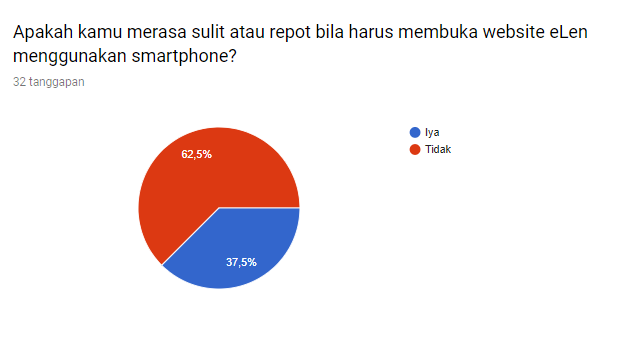 Apakah kamu merasa sulit atau repot bila harus membuka website eLen
menggunakan smartphone?
32 tanggapan
Iya
Tidak
62,5%
37,5%